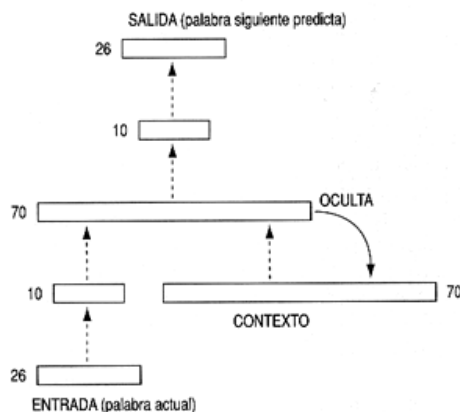 SALIDA (palabra siguiente predicta)
26
10
70
OCULTA
10
70
CONTEXTO
26
ENTRADA (palabra actual)